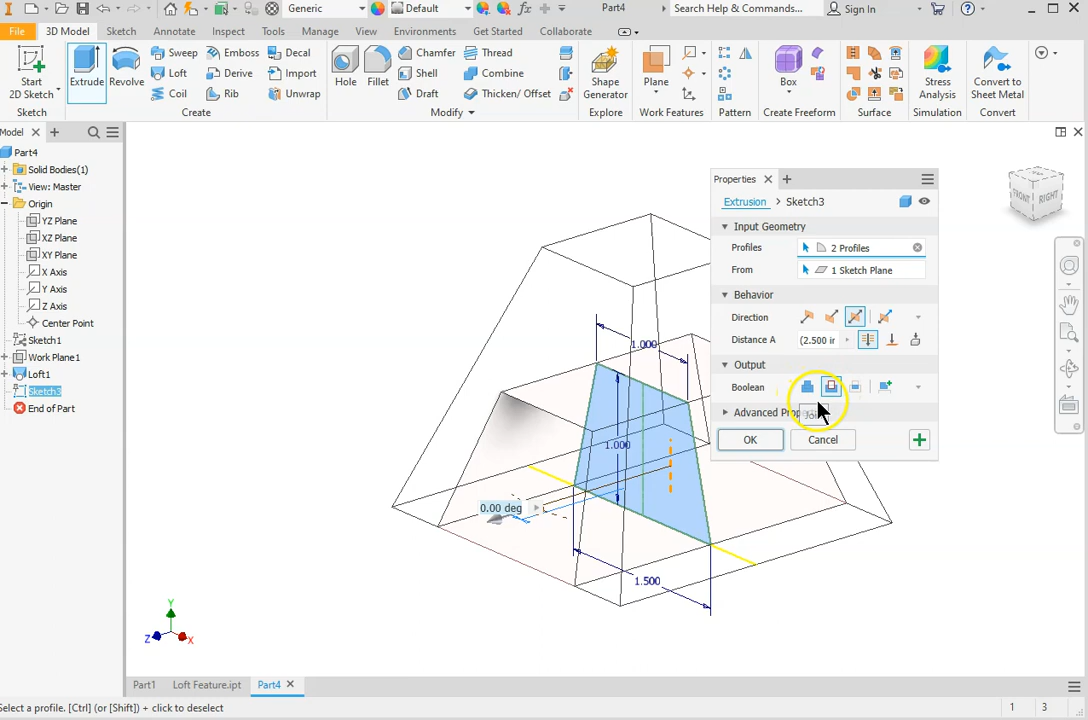 Generic
Default
Part4
Search Help & Commands...
Sign In
File
3D Model
Sketch
Annotate
Inspect
Tools
Manage
View
Environments
Get Started
Collaborate
Start
2D Sketch
Extrude
Revolve
Sweep
Emboss
Decal
Loft
Derive
Import
Coil
Rib
Unwrap
Hole
Fillet
Chamfer
Thread
Shell
Combine
Draft
Thicken/ Offset
Shape
Generator
Plane
Box
Stress
Analysis
Convert to
Sheet Metal
Sketch
Create
Modify
Explore
Work Features
Pattern
Create Freeform
Surface
Simulation
Convert
Model
Part4
Solid Bodies(1)
View: Master
Origin
YZ Plane
XZ Plane
XY Plane
X Axis
Y Axis
Z Axis
Center Point
Sketch1
Work Plane1
Loft1
Sketch3
End of Part
Properties
Extrusion > Sketch3
Input Geometry
Profiles
2 Profiles
From
1 Sketch Plane
Behavior
Direction
Distance A
(2.500 in
Output
Boolean
Advanced Prop
OK
Cancel
FRONT
RIGHT
1.000
1.000
0.00 deg
1.500
Y
Z
X
Part1
Loft Feature.ipt
Part4
Select a profile. [Ctrl] (or [Shift]) + click to deselect
1
3